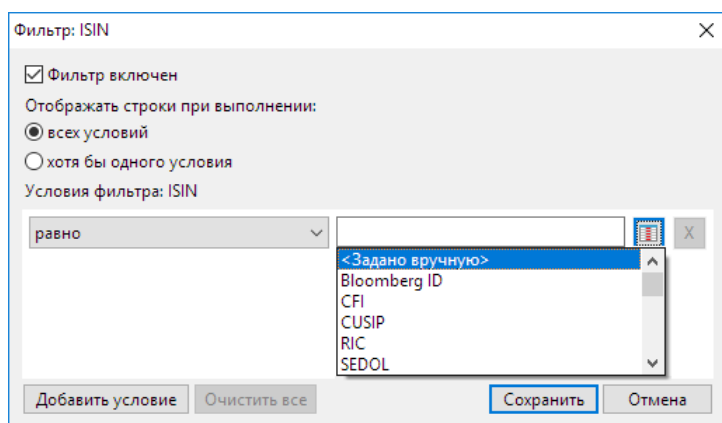 Фильтр: ISIN
Фильтр включен
Отображать строки при выполнении:
всех условий
хотя бы одного условия
Условия фильтра: ISIN
равно X
<Задано вручную>
Bloomberg ID
CFI
CUSIP
RIC
SEDOL
Добавить условие Очистить все Сохранить Отмена